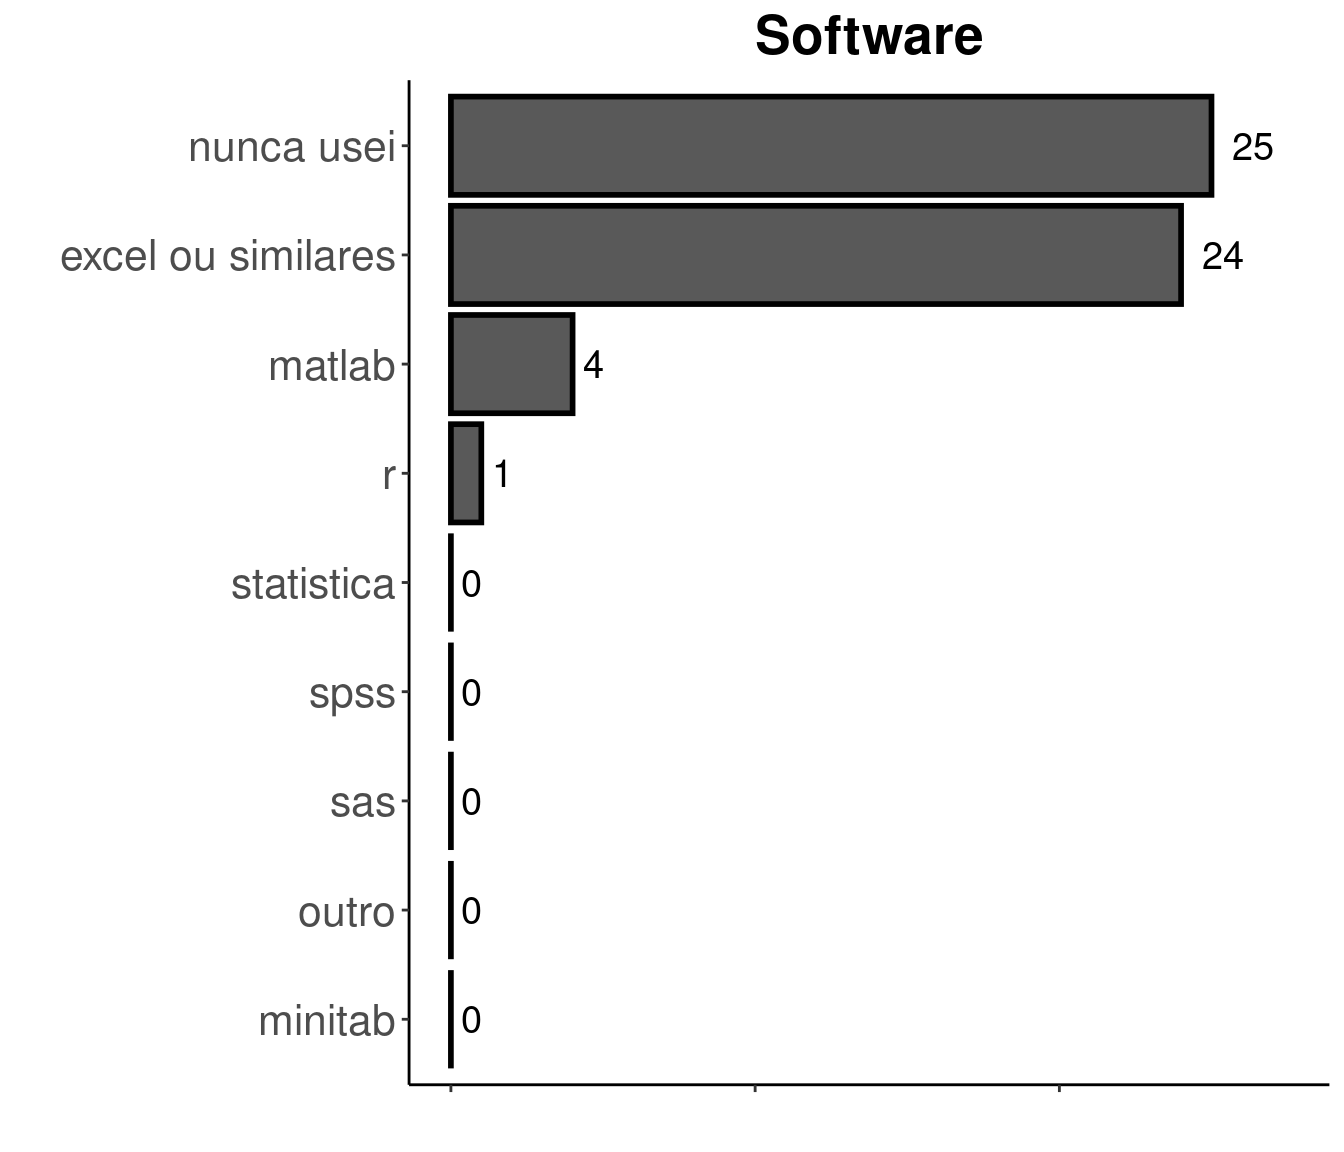 Software
nunca usei 25
excel ou similares 24
matlab 4
r 1
statistica 0
spss 0
sas 0
outro 0
minitab 0